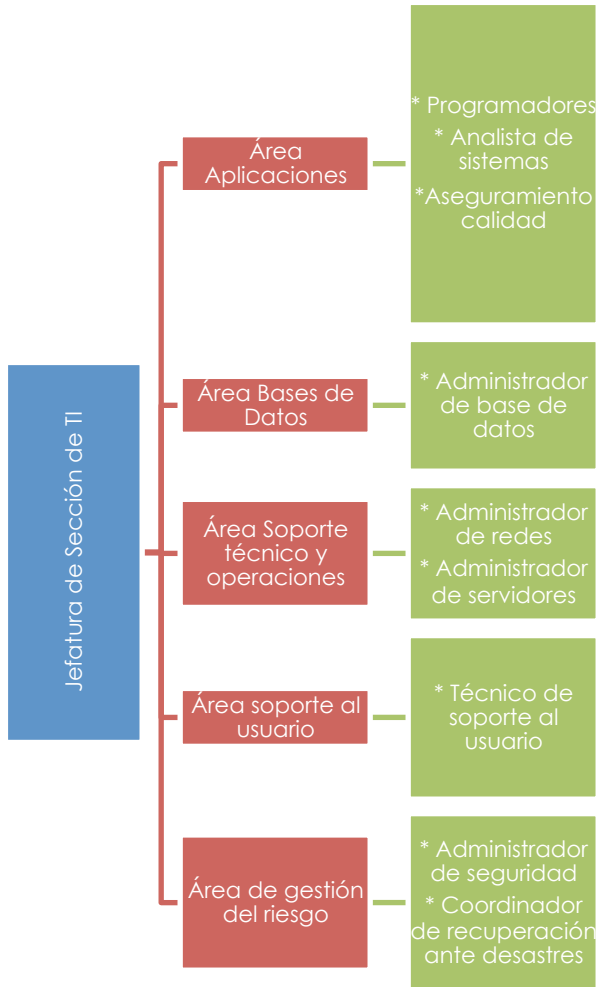 Jefatura de Sección de TI
Área
Aplicaciones
* Programadores
* Analista de
sistemas
*Aseguramiento
calidad
Área Bases de
Datos
* Administrador
de base de
datos
Área Soporte
técnico y
operaciones
* Administrador
de redes
* Administrador
de servidores
Área soporte al
usuario
* Técnico de
soporte al
usuario
Área de gestión
del riesgo
* Administrador
de seguridad
* Coordinador
de recuperación
ante desastres